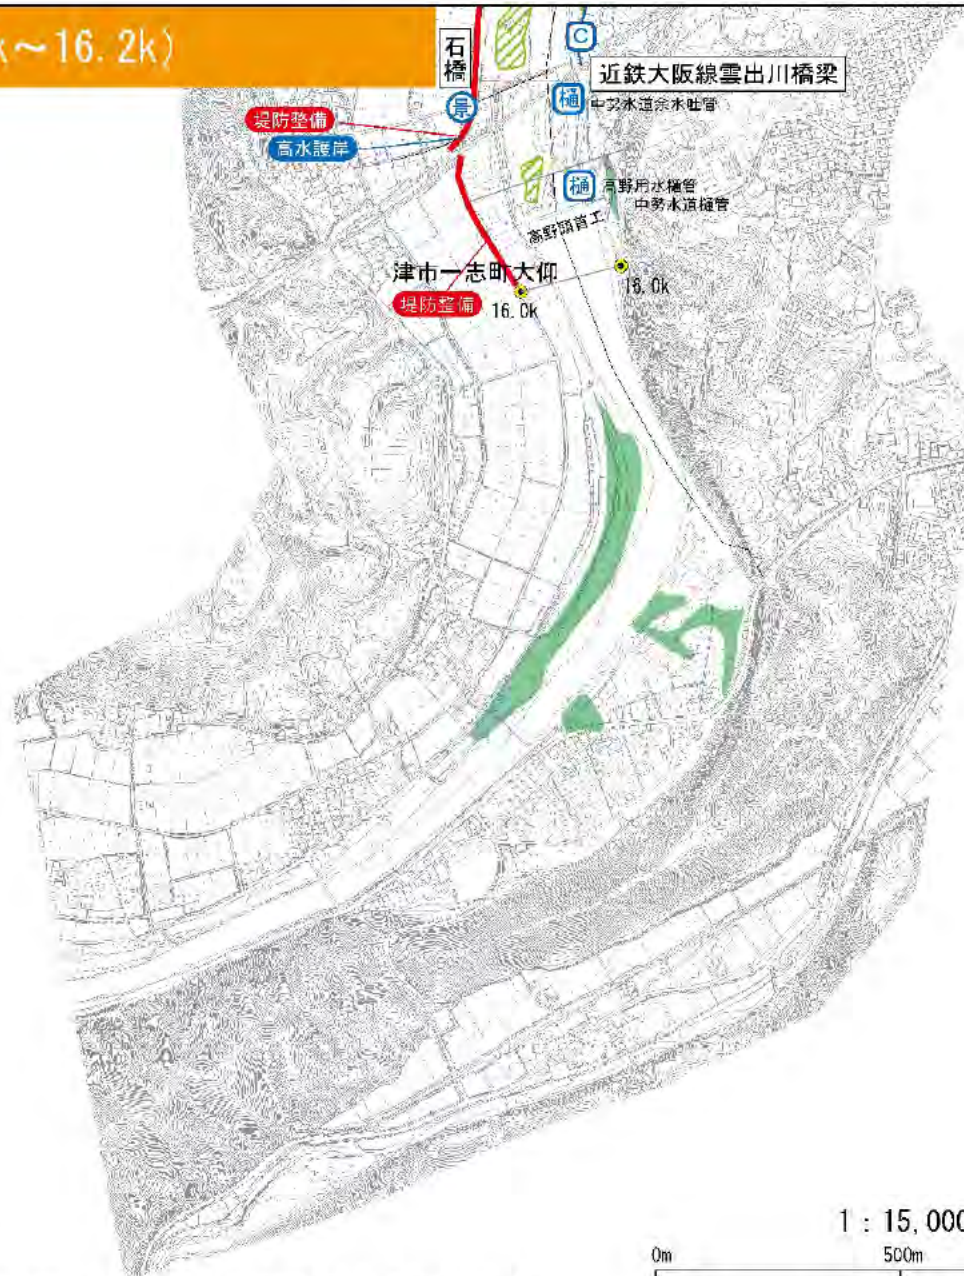 k～16.2k)
石橋
C
近鉄大阪線雲出川橋梁
景
樋 中勢水道余水吐管
堤防整備
高水護岸
樋 高野用水樋管
中勢水道樋管
高野頭首工
津市一志町大仰
堤防整備
16.0k
16.0k
1：15,000
0m 500m